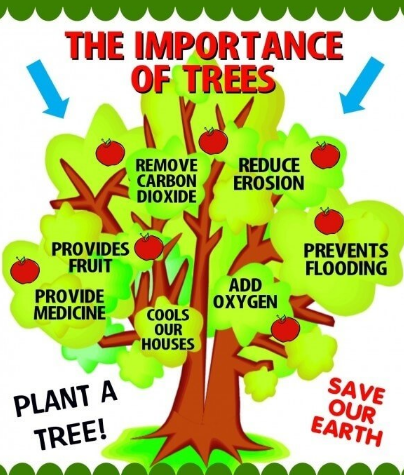 THE IMPORTANCE
OF TREES
REMOVE
CARBON
DIOXIDE
REDUCE
EROSION
PROVIDES
FRUIT
PREVENTS
FLOODING
PROVIDE
MEDICINE
ADD
OXYGEN
COOLS
OUR
HOUSES
PLANT A
TREE!
SAVE
OUR
EARTH